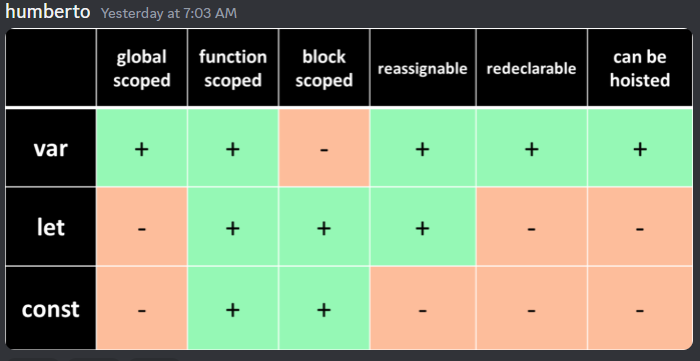 humberto Yesterday at 7:03 AM
global scoped function scoped block scoped reassignable redeclarable can be hoisted
var + + - + + +
let - + + + - -
const - + + - - -